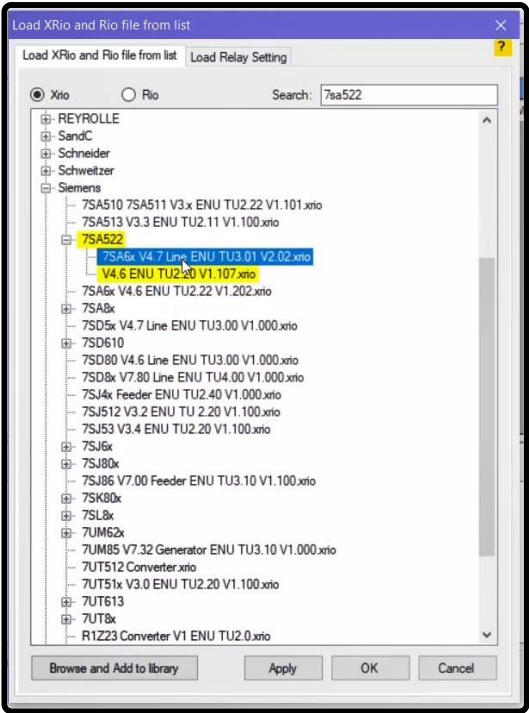 Load XRio and Rio file from list
?
Load XRio and Rio file from list Load Relay Setting
Xrio Rio Search: 7sa522
REYROLLE
SandC
Schneider
Schweitzer
Siemens
7SA510 7SA511 V3.x ENU TU2.22 V1.101.xrio
7SA513 V3.3 ENU TU2.11 V1.100.xrio
7SA522
7SA6x V4.7 Line ENU TU3.01 V2.02.xrio
V4.6 ENU TU2.20 V1.107.xrio
7SA6x V4.6 ENU TU2.22 V1.202.xrio
7SA8x
7SD5x V4.7 Line ENU TU3.00 V1.000.xrio
7SD610
7SD80 V4.6 Line ENU TU3.00 V1.000.xrio
7SD8x V7.80 Line ENU TU4.00 V1.000.xrio
7SJ4x Feeder ENU TU2.40 V1.000.xrio
7SJ512 V3.2 ENU TU 2.20 V1.100.xrio
7SJ53 V3.4 ENU TU2.20 V1.100.xrio
7SJ6x
7SJ80x
7SJ86 V7.00 Feeder ENU TU3.10 V1.100.xrio
7SK80x
7SL8x
7UM62x
7UM85 V7.32 Generator ENU TU3.10 V1.000.xrio
7UT512 Converter.xrio
7UT51x V3.0 ENU TU2.20 V1.100.xrio
7UT613
7UT8x
R1Z23 Converter V1 ENU TU2.0.xrio
Browse and Add to library Apply OK Cancel